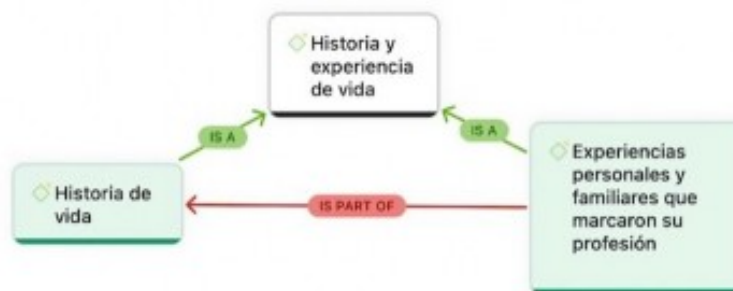 Historia y
experiencia
de vida
IS A
IS A
Historia de
vida
IS PART OF
Experiencias
personales y
familiares que
marcaron su
profesión